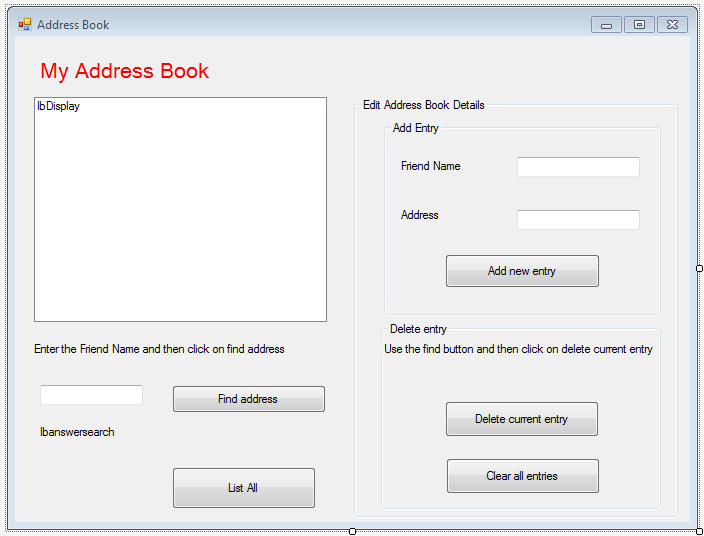 Address Book
My Address Book
lbDisplay
Enter the Friend Name and then click on find address
Find address
lbanswersearch
List All
Edit Address Book Details
Add Entry
Friend Name
Address
Add new entry
Delete entry
Use the find button and then click on delete current entry
Delete current entry
Clear all entries